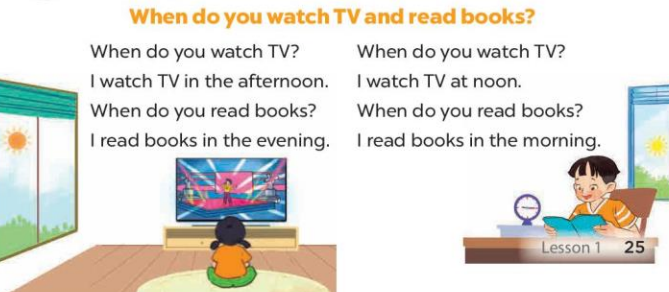 When do you watch TV and read books?
When do you watch TV?
I watch TV in the afternoon.
When do you read books?
I read books in the evening.
When do you watch TV?
I watch TV at noon.
When do you read books?
I read books in the morning.
Lesson 1 25